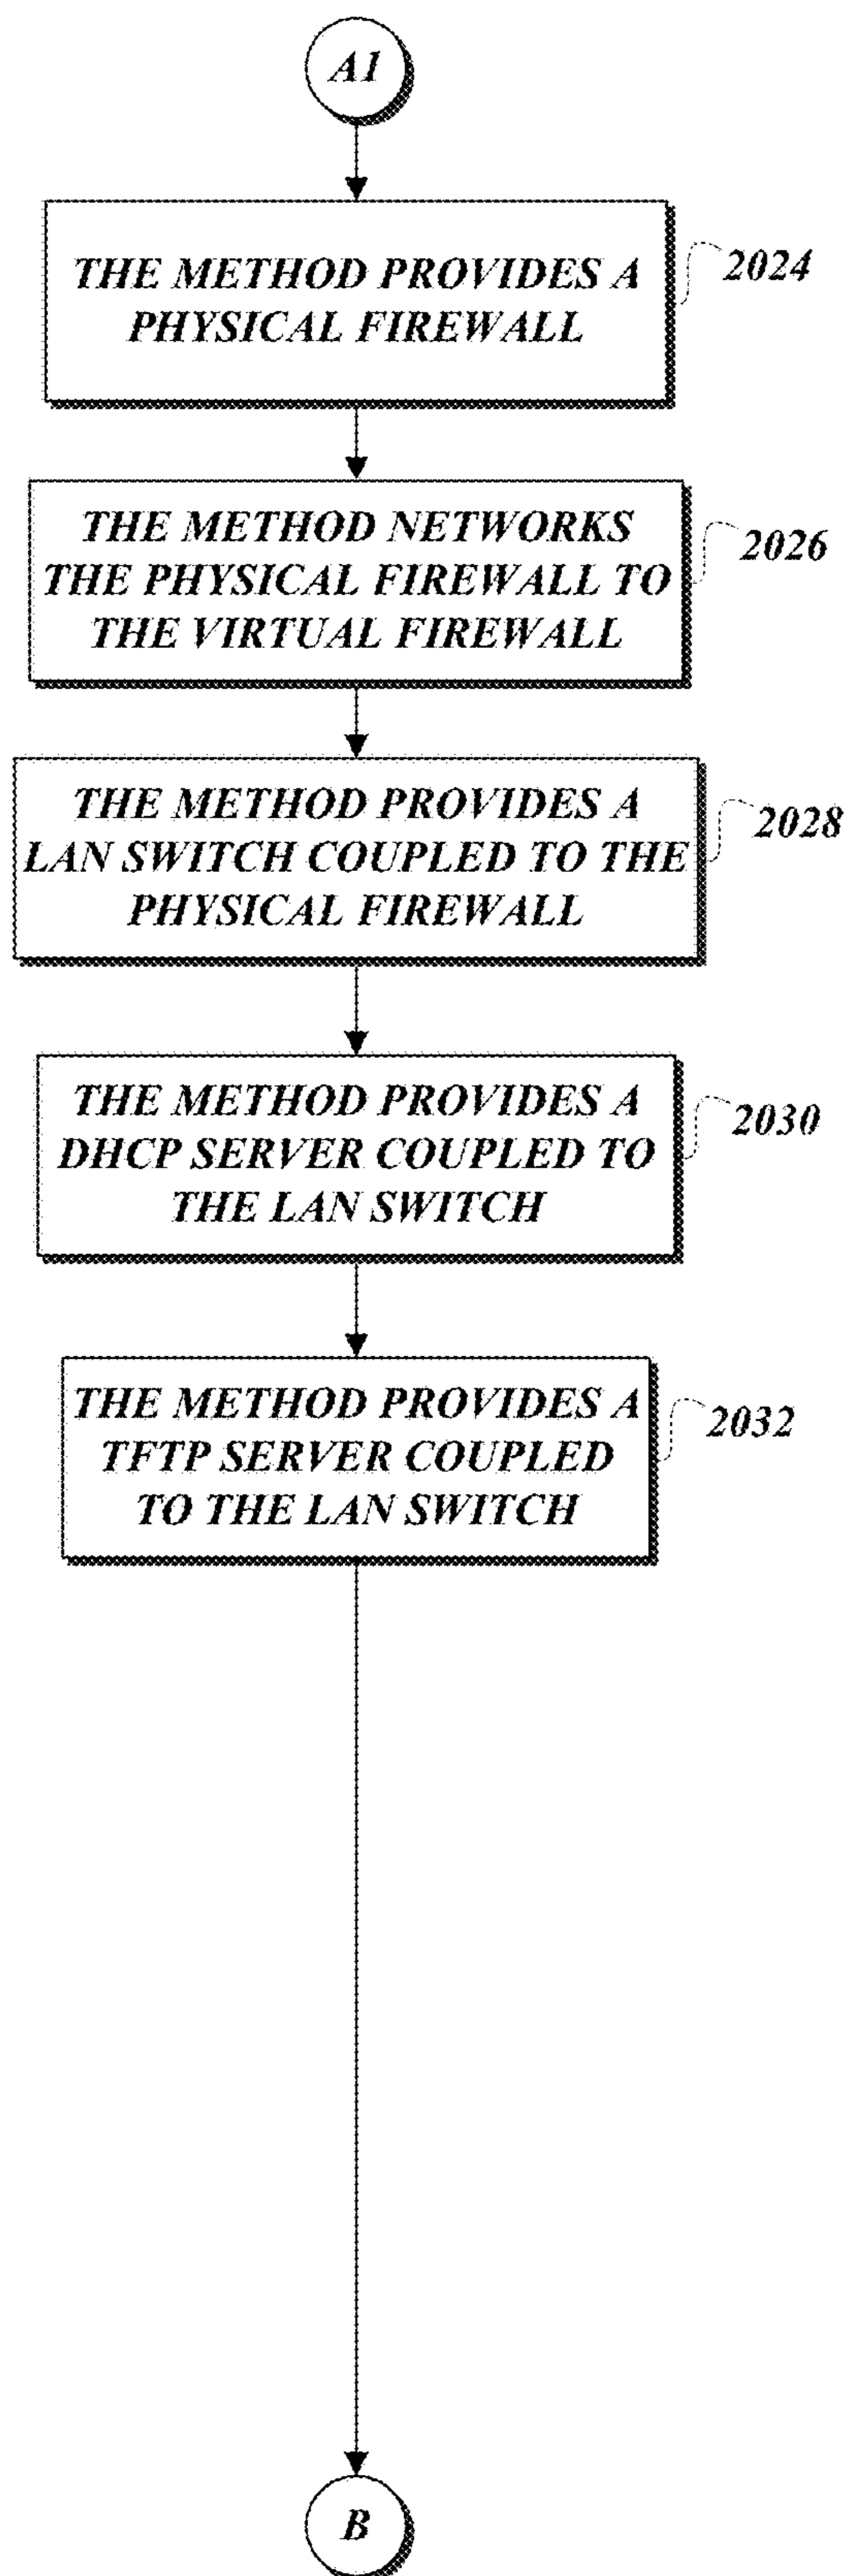 A1
THE METHOD PROVIDES A
PHYSICAL FIREWALL
2024
THE METHOD NETWORKS
THE PHYSICAL FIREWALL TO
THE VIRTUAL FIREWALL
2026
THE METHOD PROVIDES A
LAN SWITCH COUPLED TO THE
PHYSICAL FIREWALL
2028
THE METHOD PROVIDES A
DHCP SERVER COUPLED TO
THE LAN SWITCH
2030
THE METHOD PROVIDES A
TFTP SERVER COUPLED
TO THE LAN SWITCH
2032
B